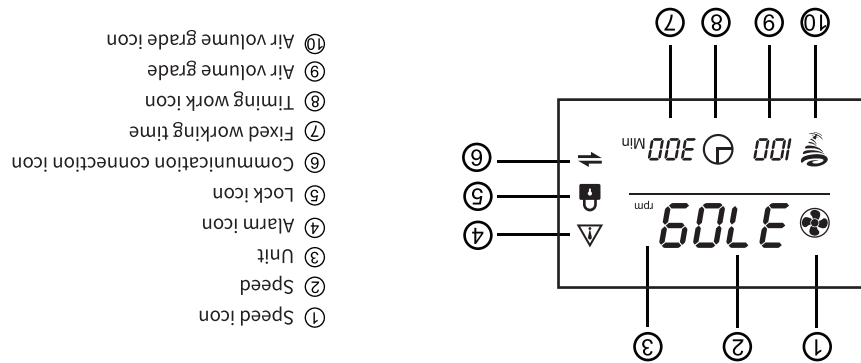 ① ② ③
3709 rpm
④
⑤
100 300 Min
⑥
⑩ ⑨ ⑧ ⑦
① Speed icon
② Speed
③ Unit
④ Alarm icon
⑤ Lock icon
⑥ Communication connection icon
⑦ Fixed working time
⑧ Timing work icon
⑨ Air volume grade
⑩ Air volume grade icon